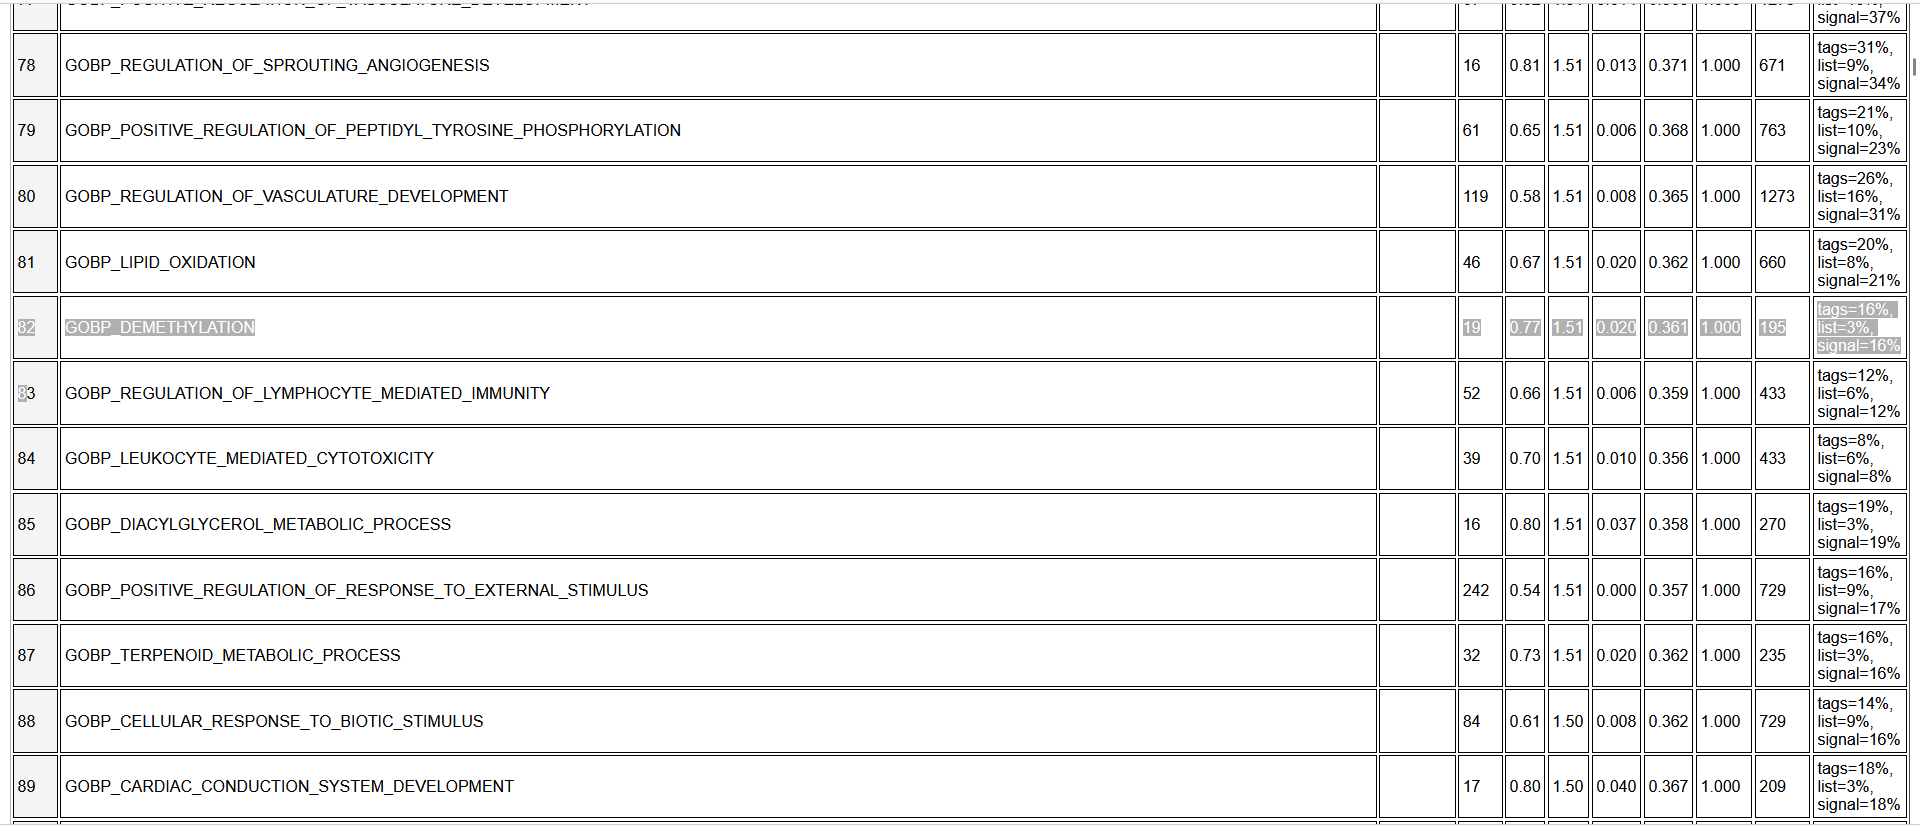 signal=37%
78 GOBP_REGULATION_OF_SPROUTING_ANGIOGENESIS 16 0.81 1.51 0.013 0.371 1.000 671 tags=31%,
list=9%,
signal=34%
79 GOBP_POSITIVE_REGULATION_OF_PEPTIDYL_TYROSINE_PHOSPHORYLATION 61 0.65 1.51 0.006 0.368 1.000 763 tags=21%,
list=10%,
signal=23%
80 GOBP_REGULATION_OF_VASCULATURE_DEVELOPMENT 119 0.58 1.51 0.008 0.365 1.000 1273 tags=26%,
list=16%,
signal=31%
81 GOBP_LIPID_OXIDATION 46 0.67 1.51 0.020 0.362 1.000 660 tags=20%,
list=8%,
signal=21%
82 GOBP_DEMETHYLATION 19 0.77 1.51 0.020 0.361 1.000 195 tags=16%,
list=3%,
signal=16%
83 GOBP_REGULATION_OF_LYMPHOCYTE_MEDIATED_IMMUNITY 52 0.66 1.51 0.006 0.359 1.000 433 tags=12%,
list=6%,
signal=12%
84 GOBP_LEUKOCYTE_MEDIATED_CYTOTOXICITY 39 0.70 1.51 0.010 0.356 1.000 433 tags=8%,
list=6%,
signal=8%
85 GOBP_DIACYLGLYCEROL_METABOLIC_PROCESS 16 0.80 1.51 0.037 0.358 1.000 270 tags=19%,
list=3%,
signal=19%
86 GOBP_POSITIVE_REGULATION_OF_RESPONSE_TO_EXTERNAL_STIMULUS 242 0.54 1.51 0.000 0.357 1.000 729 tags=16%,
list=9%,
signal=17%
87 GOBP_TERPENOID_METABOLIC_PROCESS 32 0.73 1.51 0.020 0.362 1.000 235 tags=16%,
list=3%,
signal=16%
88 GOBP_CELLULAR_RESPONSE_TO_BIOTIC_STIMULUS 84 0.61 1.50 0.008 0.362 1.000 729 tags=14%,
list=9%,
signal=16%
89 GOBP_CARDIAC_CONDUCTION_SYSTEM_DEVELOPMENT 17 0.80 1.50 0.040 0.367 1.000 209 tags=18%,
list=3%,
signal=18%